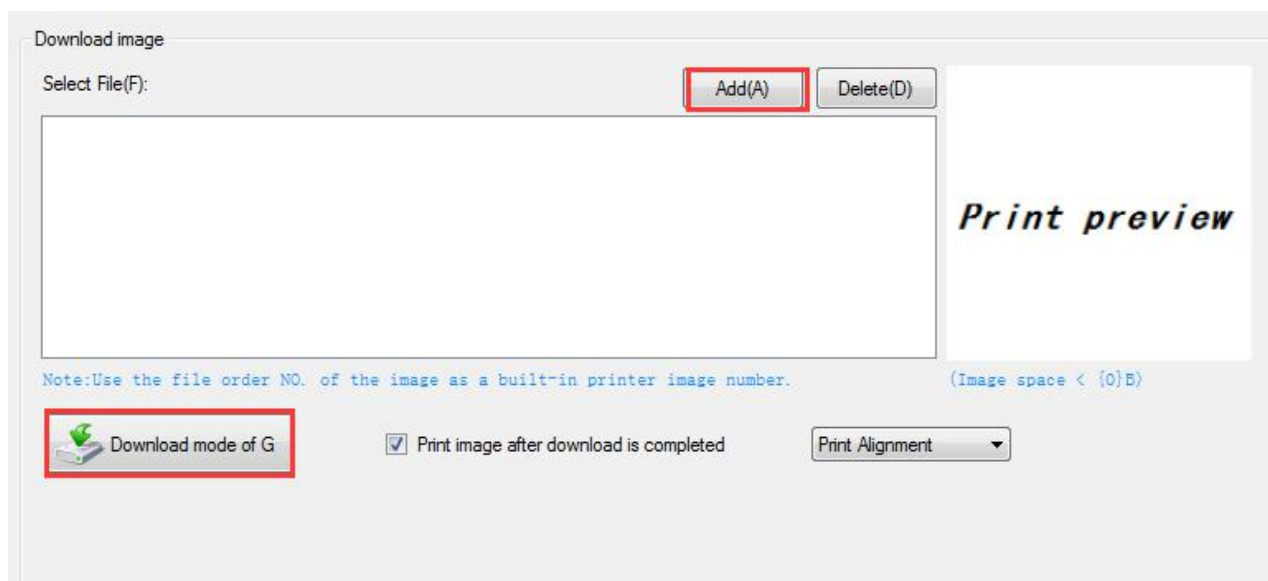 Download image
Select File(F):
Add(A)
Delete(D)
Print preview
Note:Use the file order NO. of the image as a built-in printer image number.
(Image space < {0}B)
Download mode of G
Print image after download is completed
Print Alignment